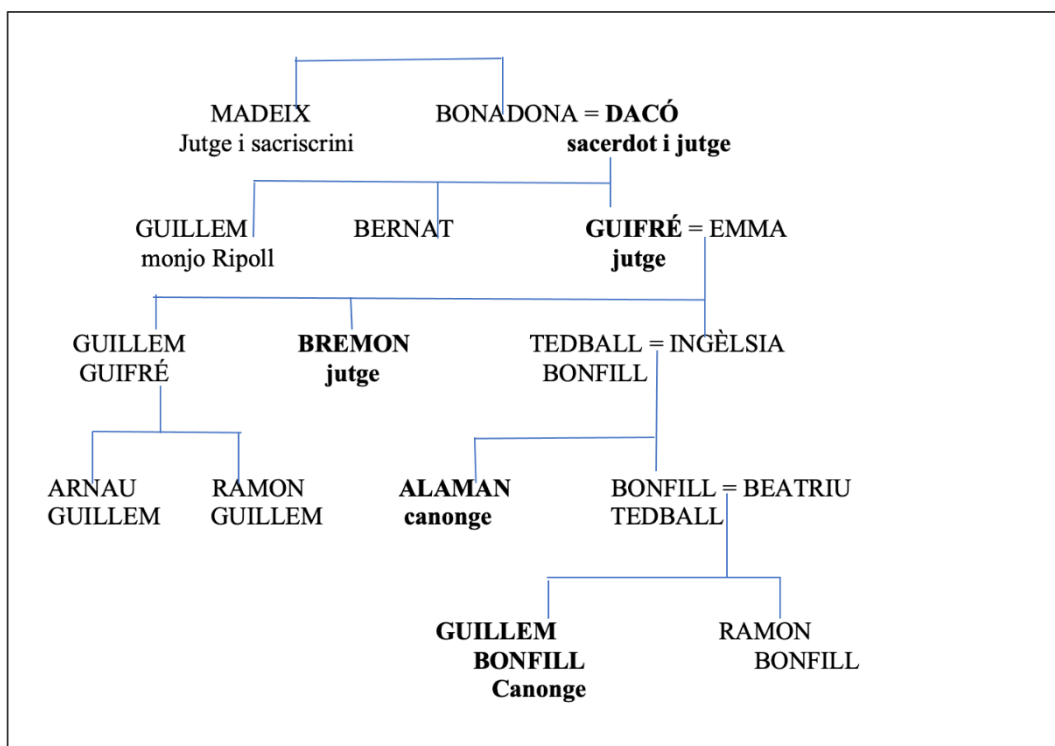 MADEIX BONADONA = DACÓ
Jutge i sacriscrini sacerdot i jutge
GUILLEM BERNAT GUIFRÉ = EMMA
monjo Ripoll jutge
GUILLEM BREMON TEDBALL = INGÈLSIA
GUIFRÉ jutge BONFILL
ARNAU RAMON ALAMAN BONFILL = BEATRIU
GUILLEM GUILLEM canonge TEDBALL
GUILLEM RAMON
BONFILL BONFILL
Canonge